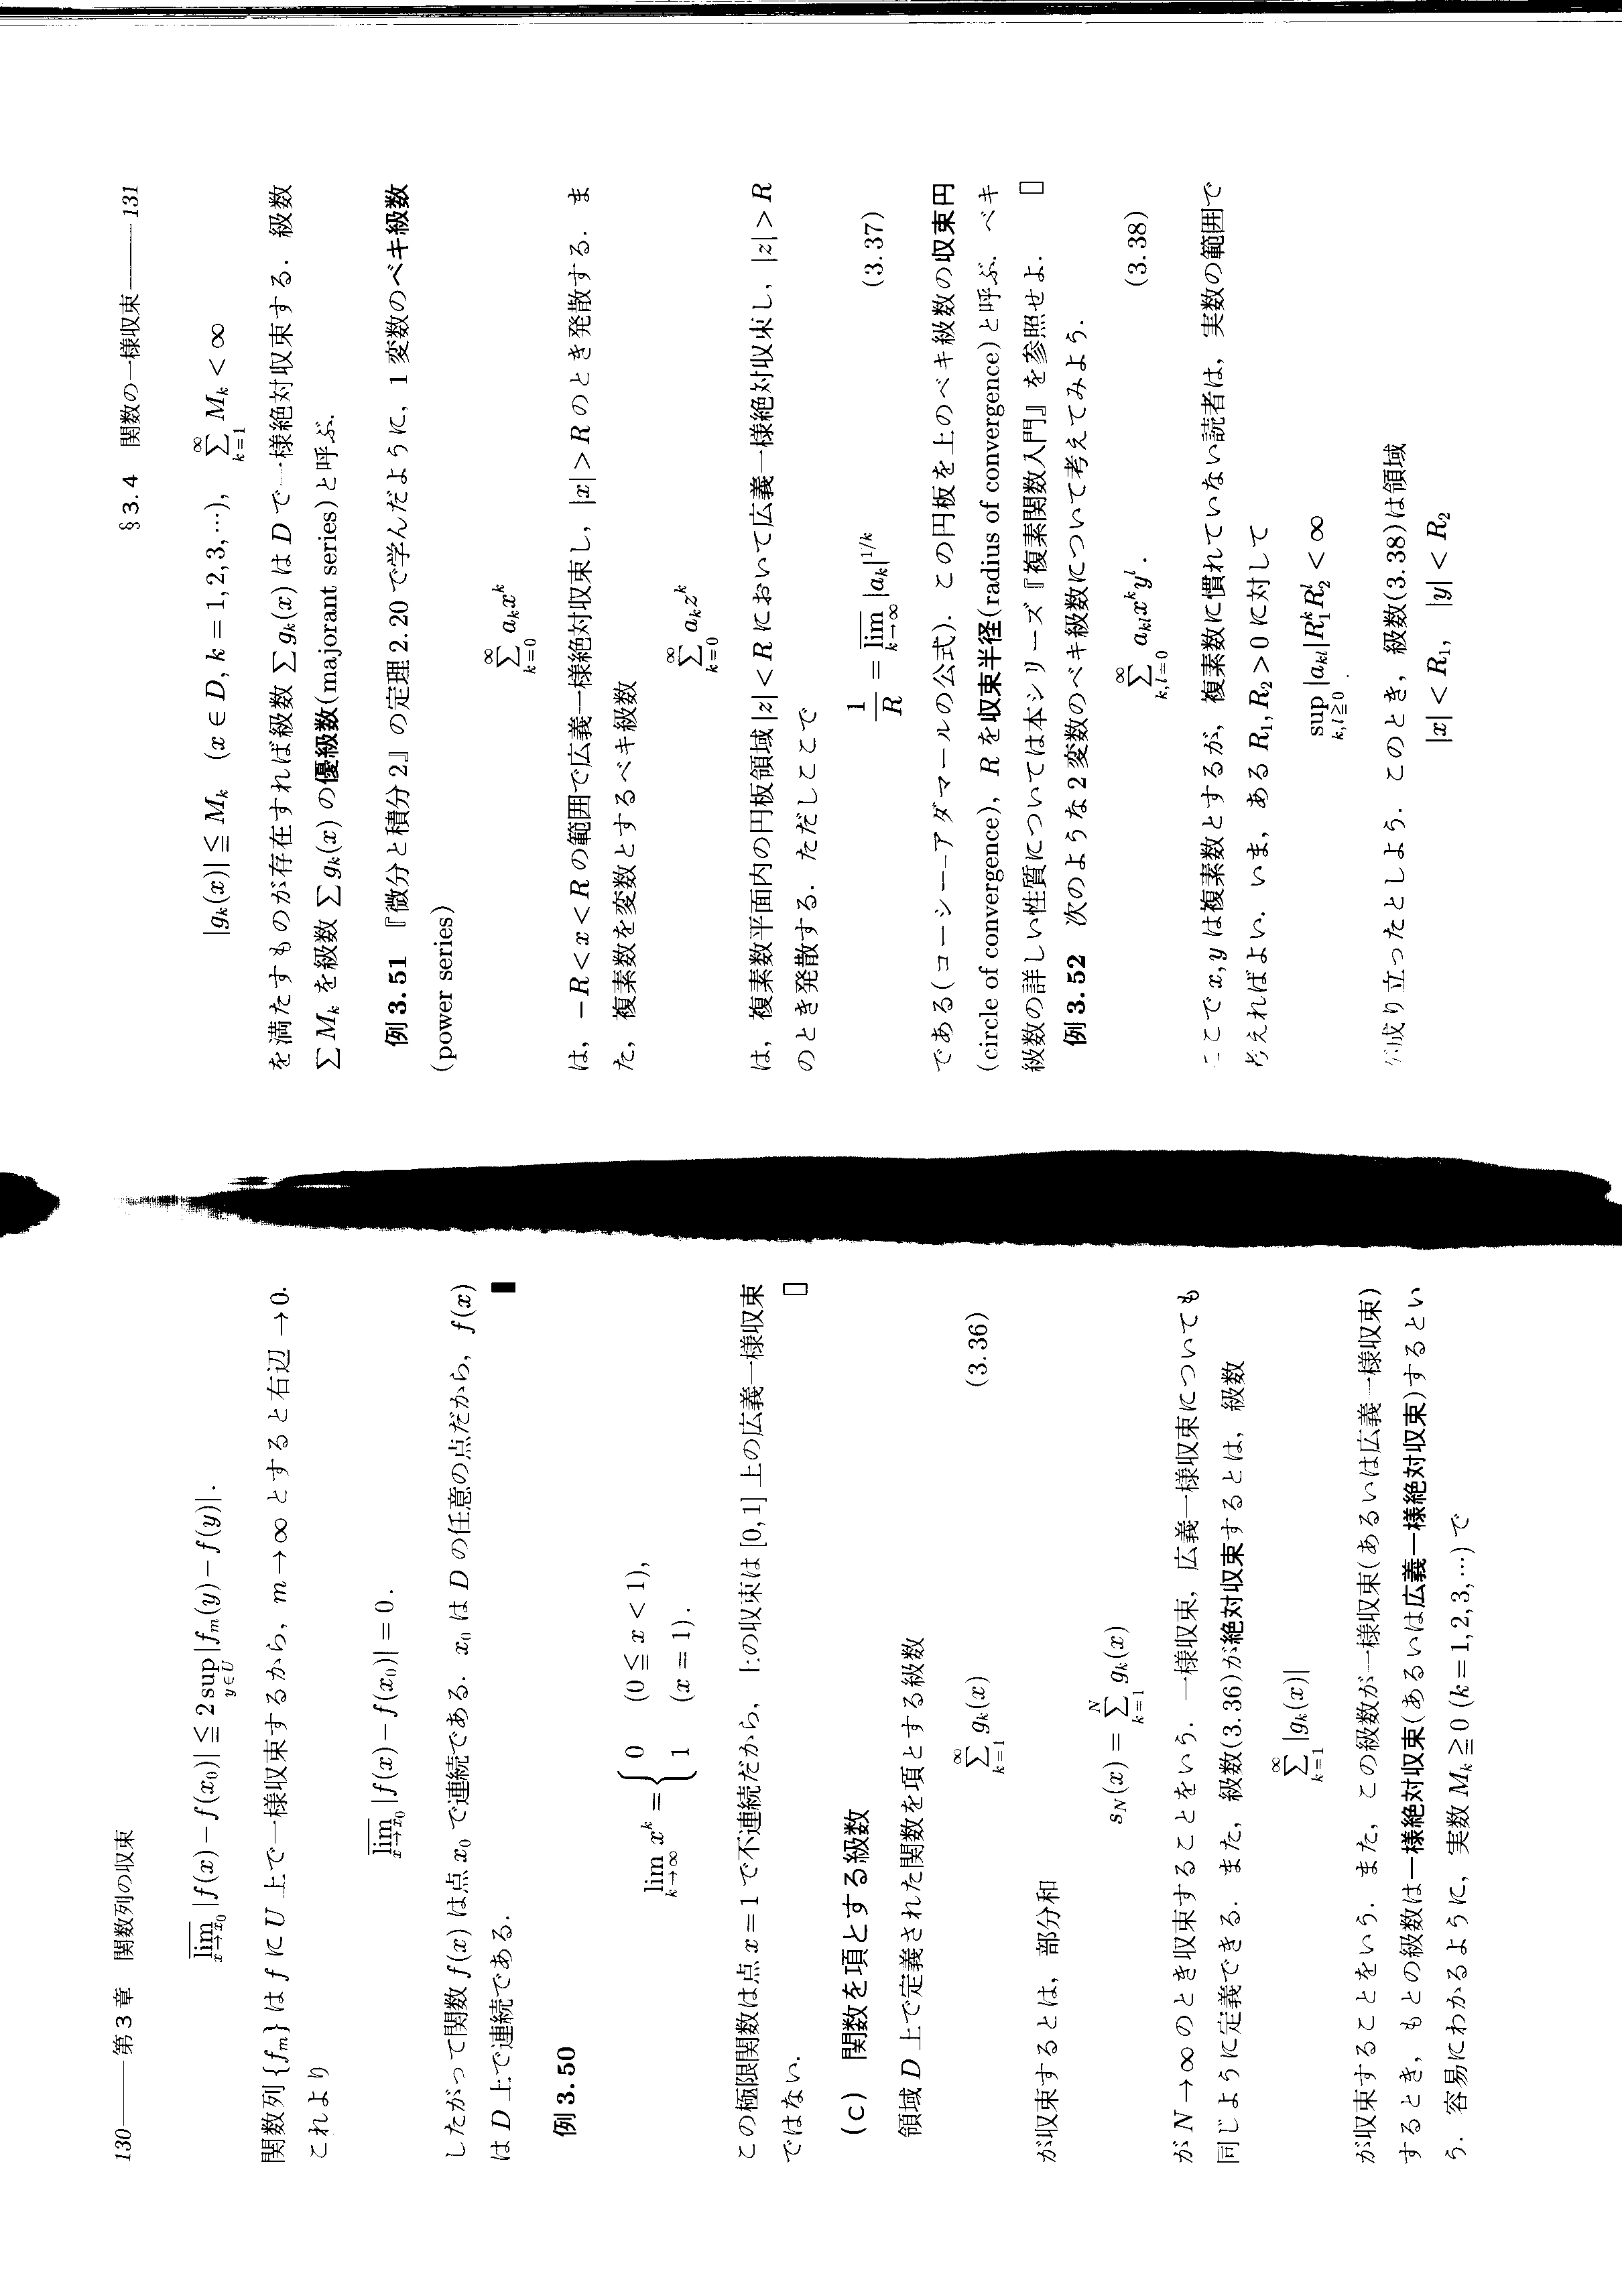 130——第3章　関数列の収束
$$\varlimsup_{x\to x_0}|f(x)-f(x_0)|\leqq 2\sup_{y\in U}|f_m(y)-f(y)|.$$
関数列 $\{f_m\}$ は $f$ に $U$ 上で一様収束するから，$m\to\infty$ とすると右辺 $\to 0$.
これより
$$\varlimsup_{x\to x_0}|f(x)-f(x_0)|=0.$$
したがって関数 $f(x)$ は点 $x_0$ で連続である．$x_0$ は $D$ の任意の点だから，$f(x)$
は $D$ 上で連続である．　■
例 3.50
$$\lim_{k\to\infty}x^k=\begin{cases}0&(0\leqq x<1),\\1&(x=1).\end{cases}$$
この極限関数は点 $x=1$ で不連続だから，上の収束は $[0,1]$ 上の広義一様収束
ではない．　□
(c)　関数を項とする級数
領域 $D$ 上で定義された関数を項とする級数
$$\sum_{k=1}^{\infty}g_k(x)\qquad(3.36)$$
が収束するとは，部分和
$$s_N(x)=\sum_{k=1}^{N}g_k(x)$$
が $N\to\infty$ のとき収束することをいう．一様収束，広義一様収束についても
同じように定義できる．また，級数(3.36)が絶対収束するとは，級数
$$\sum_{k=1}^{\infty}|g_k(x)|$$
が収束することをいう．また，この級数が一様収束(あるいは広義一様収束)
するとき，もとの級数は一様絶対収束(あるいは広義一様絶対収束)するとい
う．容易にわかるように，実数 $M_k\geqq 0\,(k=1,2,3,\cdots)$ で
§3.4　関数の一様収束——131
$$|g_k(x)|\leqq M_k\quad(x\in D,k=1,2,3,\cdots),\quad\sum_{k=1}^{\infty}M_k<\infty$$
を満たすものが存在すれば級数 $\sum g_k(x)$ は $D$ で一様絶対収束する．級数
$\sum M_k$ を級数 $\sum g_k(x)$ の優級数(majorant series)と呼ぶ．
例 3.51　『微分と積分2』の定理2.20で学んだように，1変数のベキ級数
(power series)
$$\sum_{k=0}^{\infty}a_kx^k$$
は，$-R<x<R$ の範囲で広義一様絶対収束し，$|x|>R$ のとき発散する．ま
た，複素数を変数とするベキ級数
$$\sum_{k=0}^{\infty}a_kz^k$$
は，複素数平面内の円板領域 $|z|<R$ において広義一様絶対収束し，$|z|>R$
のとき発散する．ただしここで
$$\frac{1}{R}=\varlimsup_{k\to\infty}|a_k|^{1/k}\qquad(3.37)$$
である(コーシー—アダマールの公式)．この円板を上のベキ級数の収束円
(circle of convergence)，$R$ を収束半径(radius of convergence)と呼ぶ．ベキ
級数の詳しい性質については本シリーズ『複素関数入門』を参照せよ．　□
例 3.52　次のような2変数のベキ級数について考えてみよう．
$$\sum_{k,l=0}^{\infty}a_{kl}x^ky^l.\qquad(3.38)$$
ここで $x,y$ は複素数とするが，複素数に慣れていない読者は，実数の範囲で
考えればよい．いま，ある $R_1,R_2>0$ に対して
$$\sup_{k,l\geqq 0}|a_{kl}|R_1^kR_2^l<\infty$$
が成り立ったとしよう．このとき，級数(3.38)は領域
$$|x|<R_1,\quad|y|<R_2$$